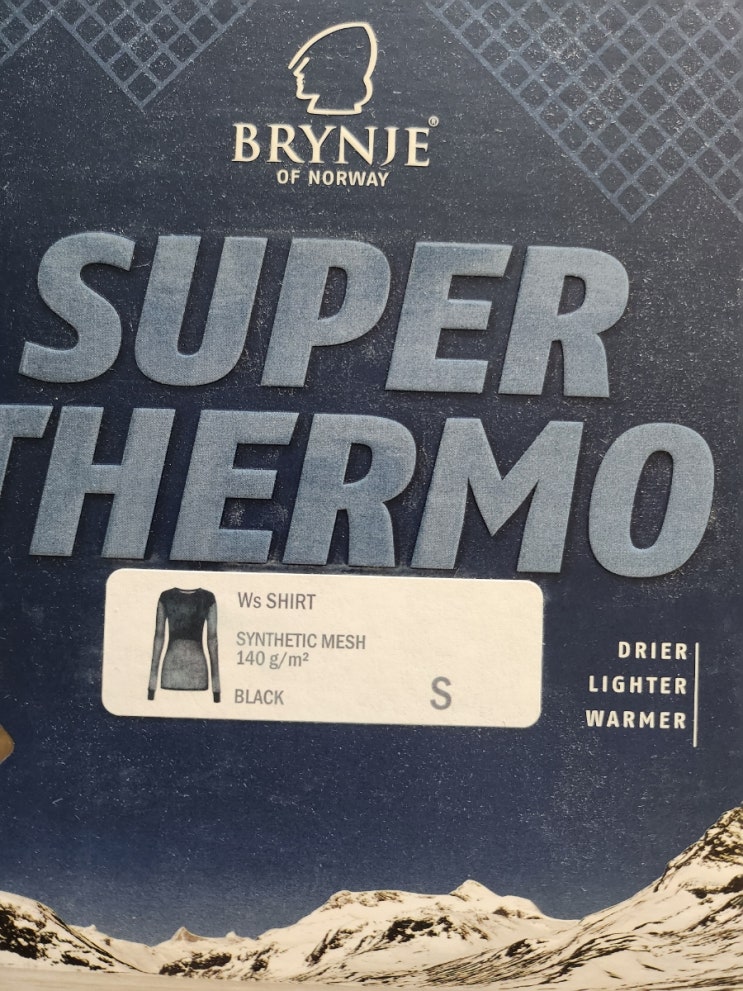 BRYNJE®
OF NORWAY
SUPER
THERMO
Ws SHIRT
SYNTHETIC MESH
140 g/m²
BLACK
S
DRIER
LIGHTER
WARMER